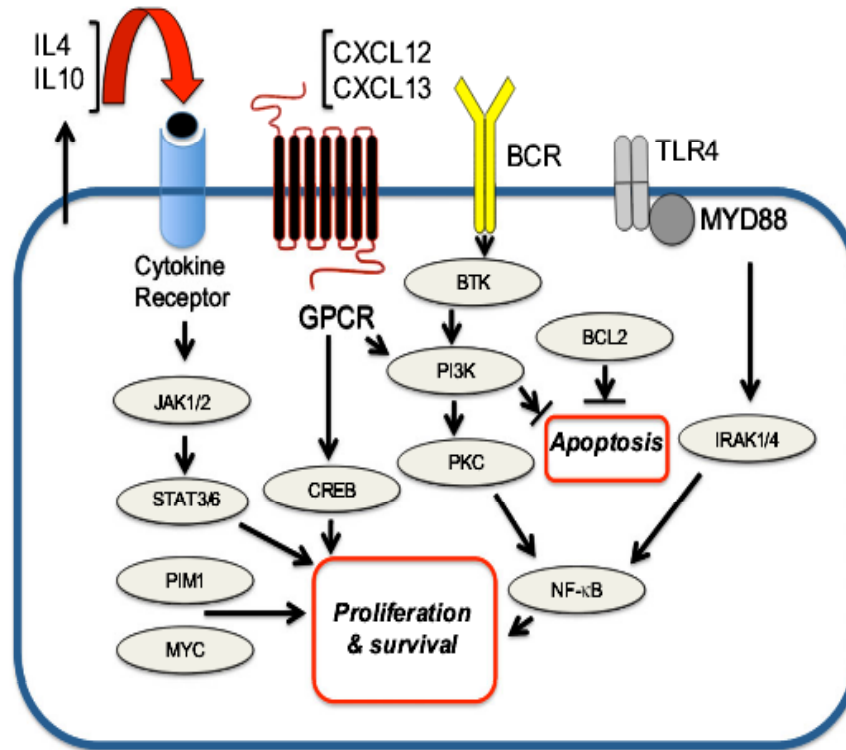 IL4
IL10
CXCL12
CXCL13
BCR
TLR4
MYD88
Cytokine
Receptor
GPCR
BTK
BCL2
PI3K
JAK1/2
Apoptosis
IRAK1/4
PKC
STAT3/6
CREB
PIM1
NF-κB
Proliferation
& survival
MYC